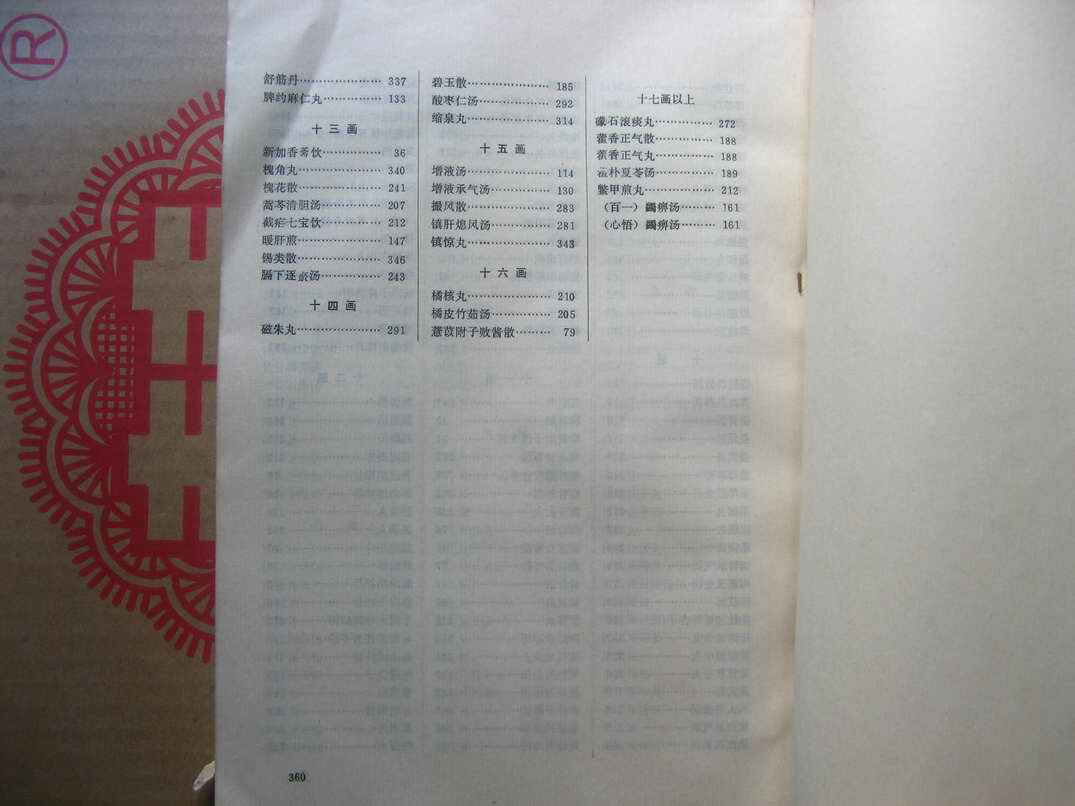 ®
舒筋丹…………………337
脾约麻仁丸……………133
十三画
新加香薷饮……………36
槐角丸…………………340
槐花散…………………241
蒿芩清胆汤……………207
截疟七宝饮……………212
暖肝煎…………………147
锡类散…………………346
膈下逐瘀汤……………243
十四画
磁朱丸…………………291
碧玉散…………………185
酸枣仁汤………………292
缩泉丸…………………314
十五画
增液汤…………………114
增液承气汤……………130
撮风散…………………283
镇肝熄风汤……………281
镇惊丸…………………343
十六画
橘核丸…………………210
橘皮竹茹汤……………205
薏苡附子败酱散………79
十七画以上
礞石滚痰丸……………272
藿香正气散……………188
藿香正气丸……………188
藿朴夏苓汤……………189
鳖甲煎丸………………212
（百一）蠲痹汤………161
（心悟）蠲痹汤………161
360